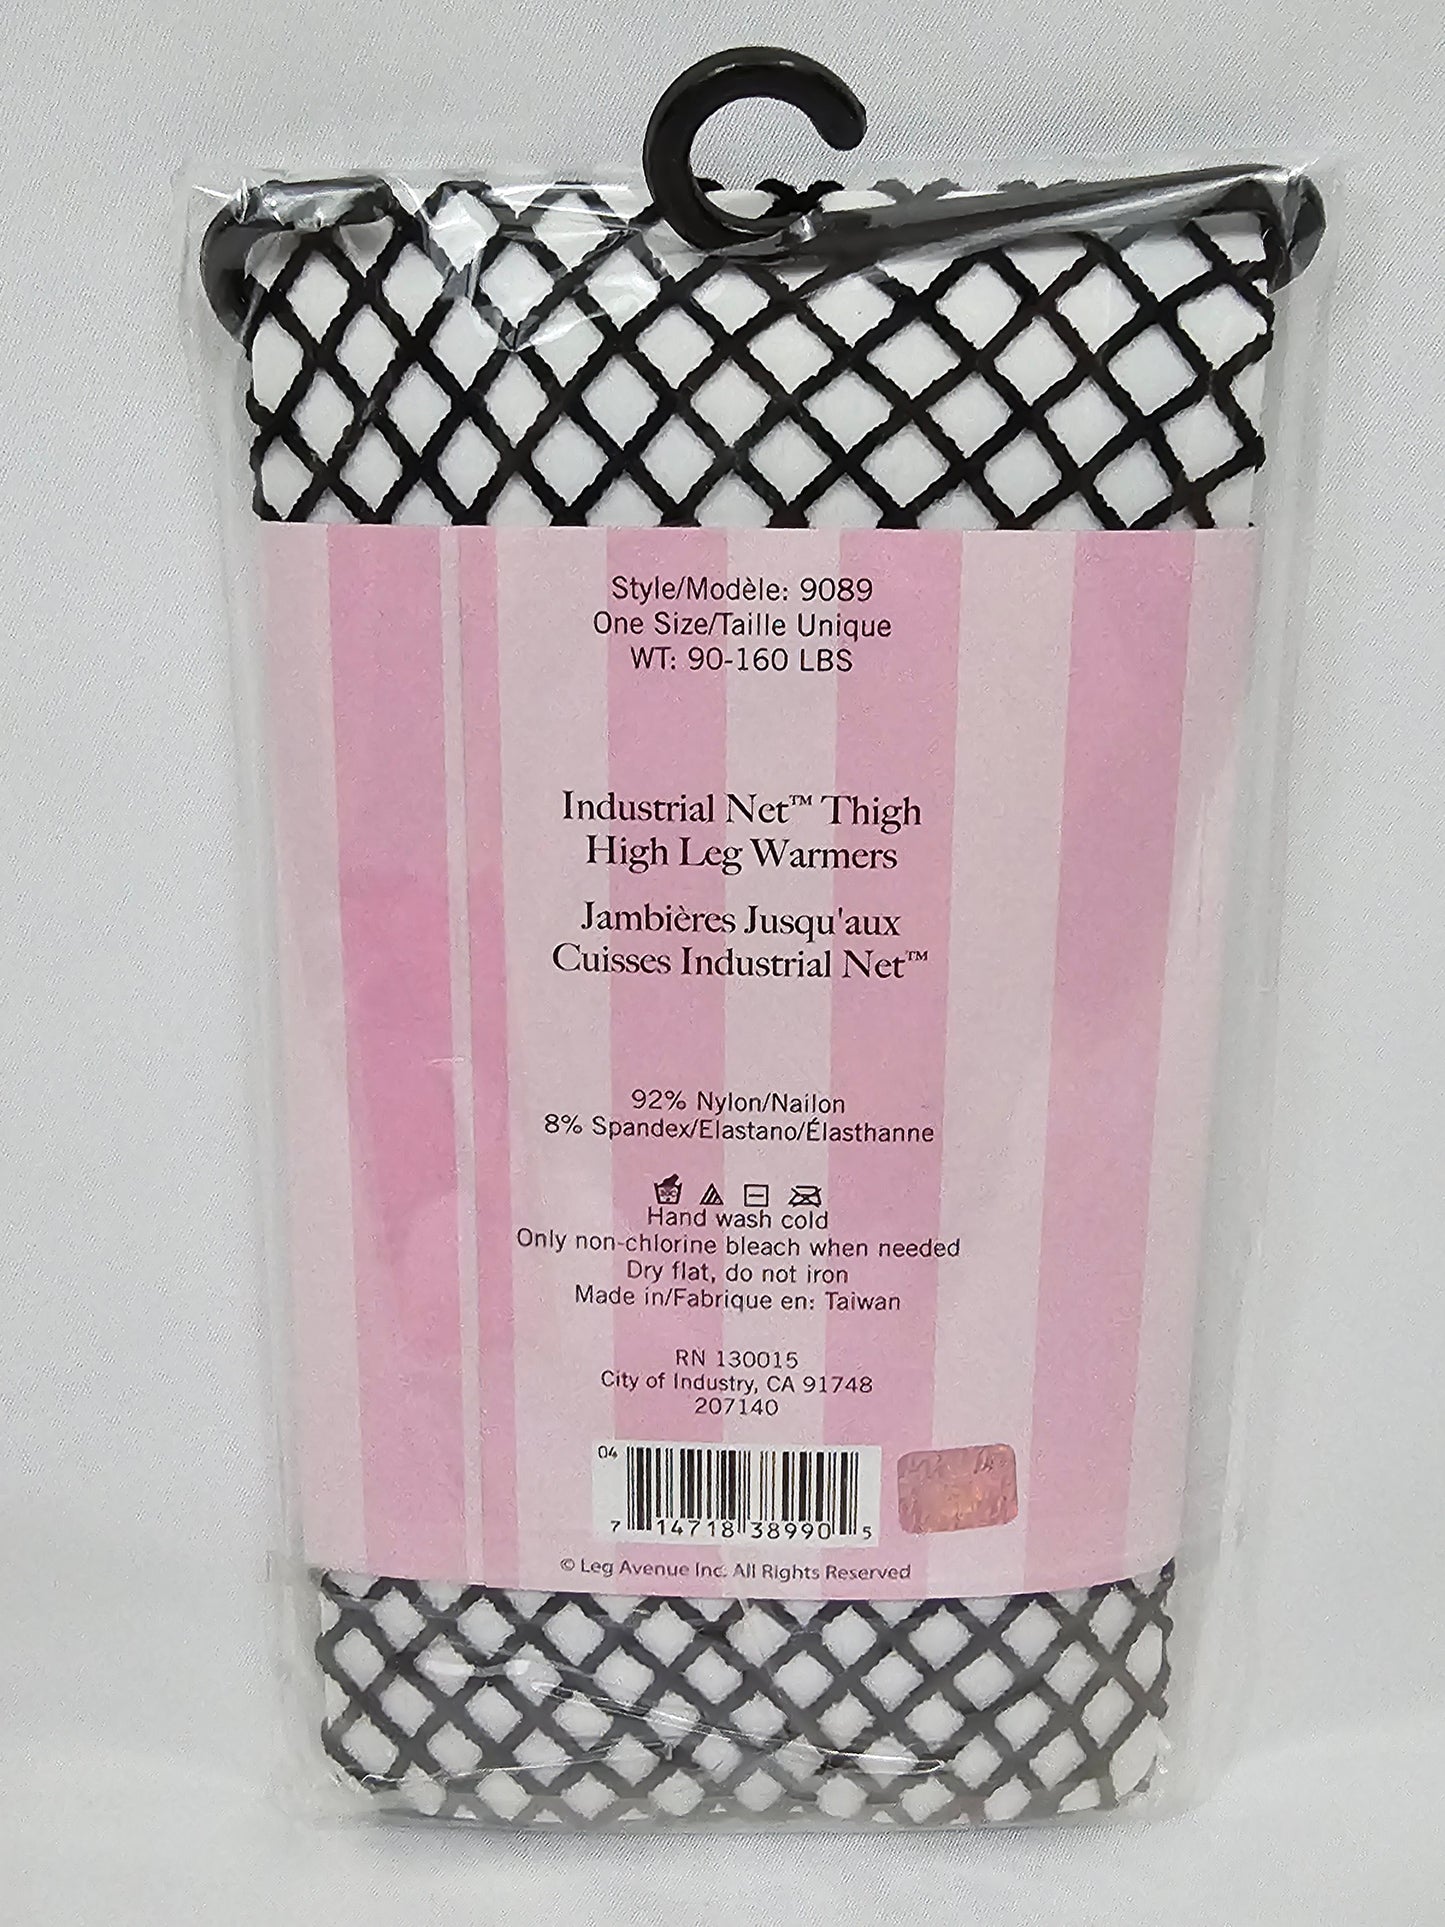 Style/Modèle: 9089
One Size/Taille Unique
WT: 90-160 LBS
Industrial Net™ Thigh
High Leg Warmers
Jambières Jusqu'aux
Cuisses Industrial Net™
92% Nylon/Nailon
8% Spandex/Elastano/Élasthanne
Hand wash cold
Only non-chlorine bleach when needed
Dry flat, do not iron
Made in/Fabrique en: Taiwan
RN 130015
City of Industry, CA 91748
207140
04
7 14718 38990 5
© Leg Avenue Inc. All Rights Reserved